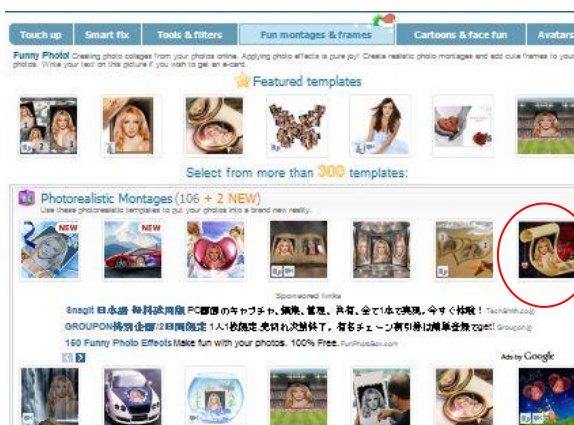 Touch up Smart fix Tools & filters Fun montages & frames Cartoons & face fun Avatars
Funny Photo! Creating photo collages from your photos online. Applying photo effects is pure joy! Create realistic photo montages and add cute frames to your
photos. Write your text on this picture if you wish to get an e-card.
Featured templates
Select from more than 300 templates:
Photorealistic Montages (106 + 2 NEW)
Use these photorealistic templates to put your photos into a brand new reality.
NEW NEW
Sponsored links
Snagit 日本語 無料試用版 PC画面のキャプチャ、編集、管理、共有、全て1本で実現。今すぐ体験! TechSmith.co.jp
GROUPON特別企画/2日間限定 1人1枚限定 売切れ次第終了。有名チェーン割引券は簡単登録でget! Groupon.jp
150 Funny Photo Effects Make fun with your photos. 100% Free. FunPhotoBox.com
Ads by Google